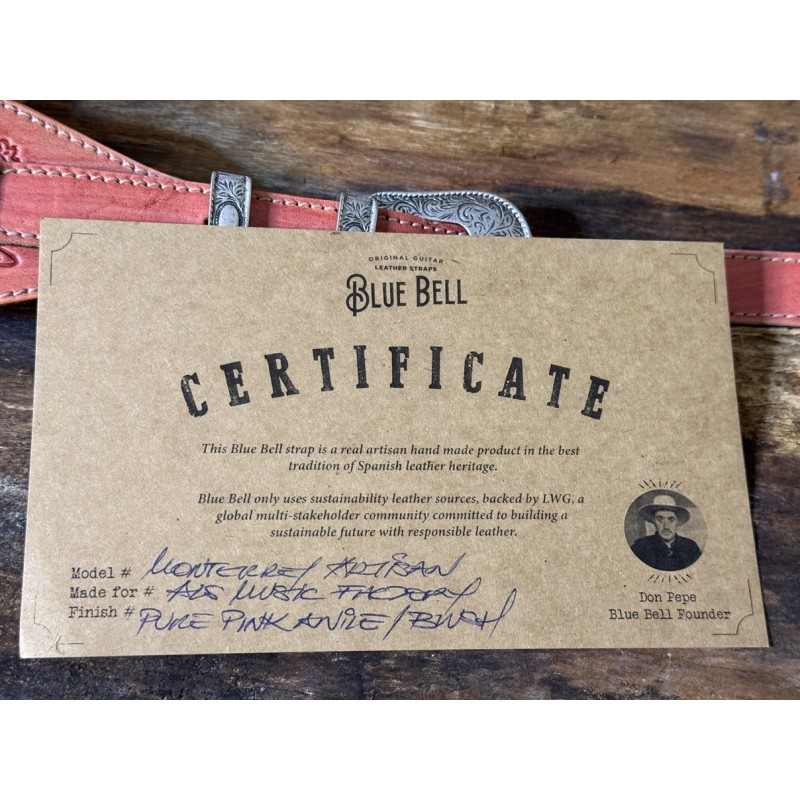 ORIGINAL GUITAR
LEATHER STRAPS
BLUE BELL
CERTIFICATE
This Blue Bell strap is a real artisan hand made product in the best
tradition of Spanish leather heritage.
Blue Bell only uses sustainability leather sources, backed by LWG, a
global multi-stakeholder community committed to building a
sustainable future with responsible leather.
Model # MONTERREY ARTISAN
Made for # A25 MUSIC FACTORY
Finish # PURE PINK ANILE / BLUSH
Don Pepe
Blue Bell Founder